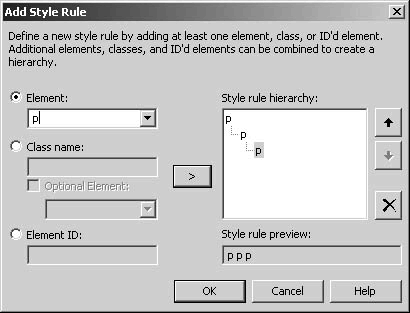 Add Style Rule
Define a new style rule by adding at least one element, class, or ID'd element.
Additional elements, classes, and ID'd elements can be combined to create a
hierarchy.
Element:
p
Class name:
Optional Element:
Element ID:
>
Style rule hierarchy:
p
p
p
Style rule preview:
p p p
OK
Cancel
Help